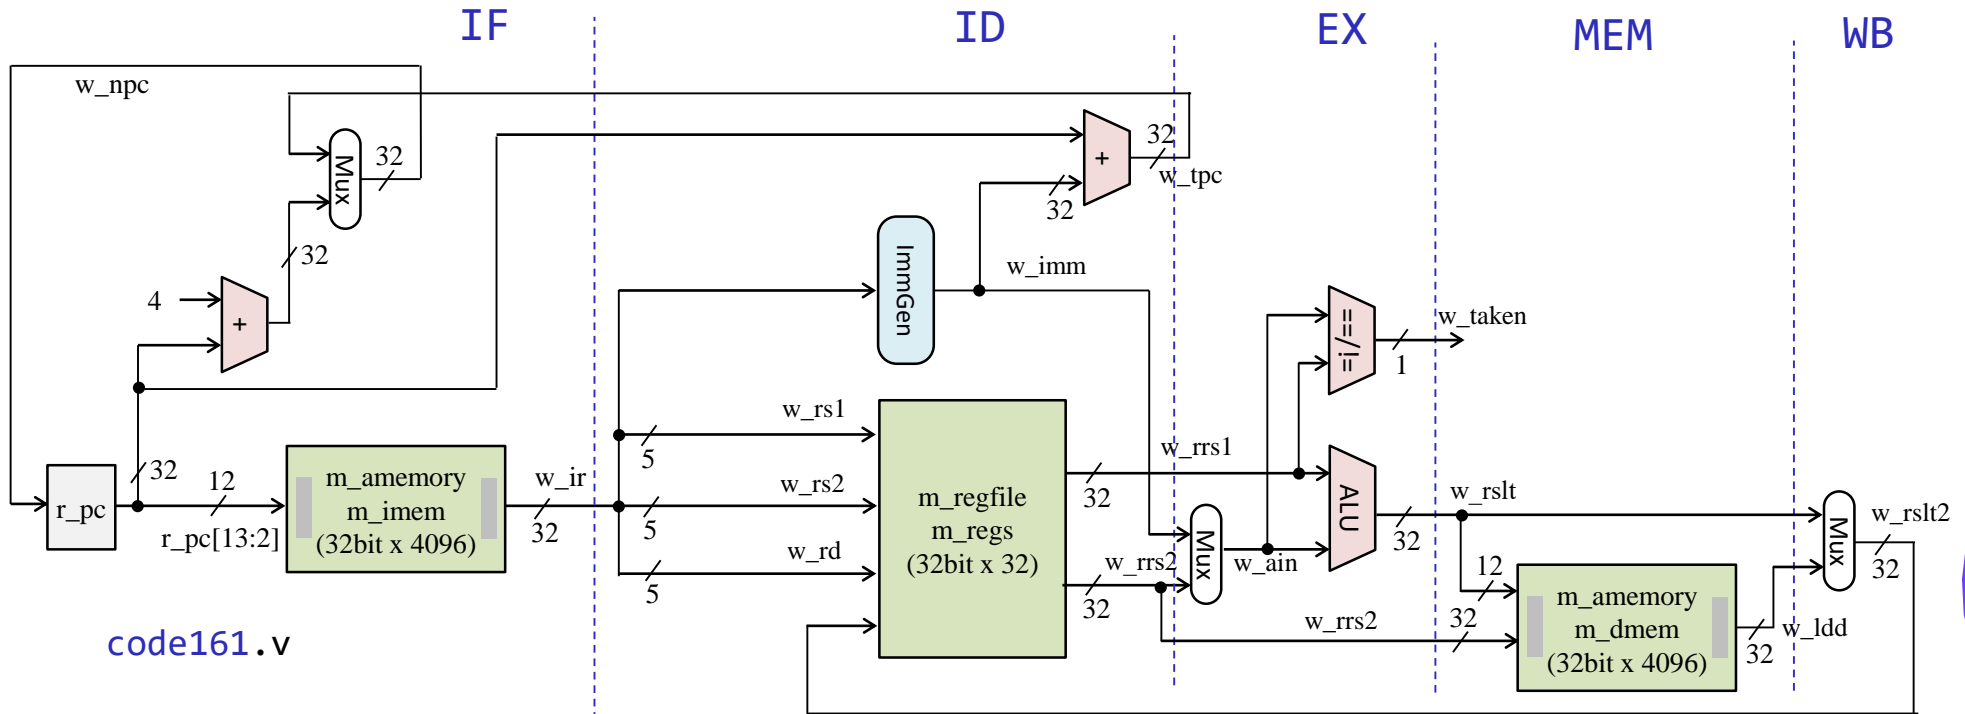 IF
ID
EX
MEM
WB
w_npc
Mux
32
32
4
+
32
12
r_pc
r_pc[13:2]
m_amemory
m_imem
(32bit x 4096)
w_ir
32
code161.v
+
32
w_tpc
32
ImmGen
w_imm
w_rs1
5
w_rs2
5
w_rd
5
m_regfile
m_regs
(32bit x 32)
w_rrs1
32
w_rrs2
32
Mux
w_ain
==/!=
w_taken
1
ALU
w_rslt
32
12
w_rrs2
32
m_amemory
m_dmem
(32bit x 4096)
w_ldd
32
Mux
w_rslt2
32